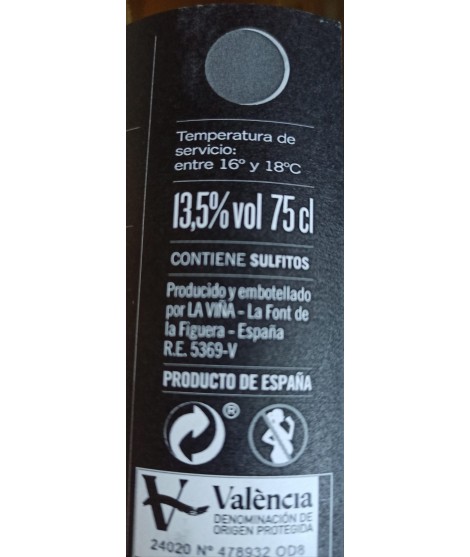 Temperatura de
servicio:
entre 16º y 18ºC
13,5% vol 75 cl
CONTIENE SULFITOS
Producido y embotellado
por LA VIÑA - La Font de
la Figuera - España
R.E. 5369-V
PRODUCTO DE ESPAÑA
®
València
DENOMINACIÓN DE
ORIGEN PROTEGIDA
24020 Nº 478932 OD8